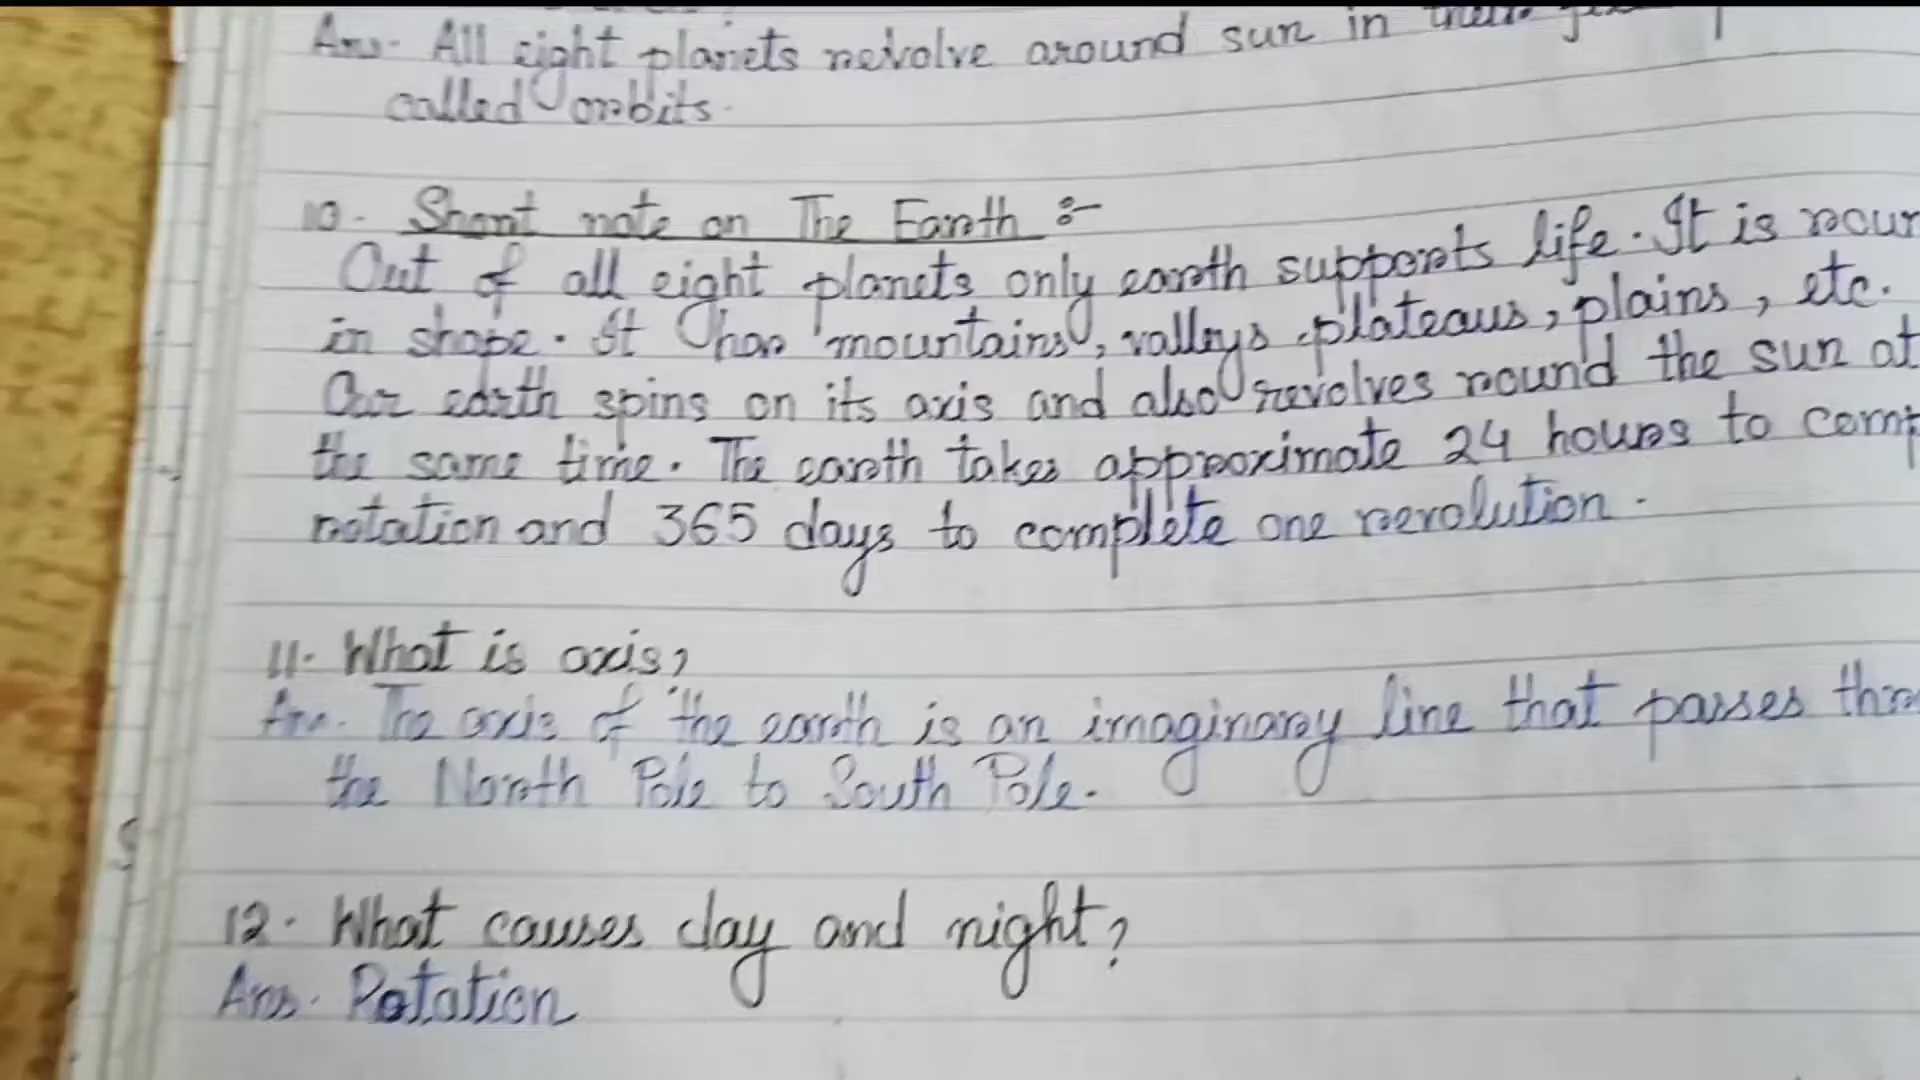 Ans- All eight planets revolve around sun in their
called orbits.
10. Short note on The Earth :-
Out of all eight planets only earth supports life. It is roun
in shape. It has mountains, valleys plateaus, plains, etc.
Our earth spins on its axis and also revolves round the sun at
the same time. The earth takes approximate 24 hours to comp
rotation and 365 days to complete one revolution.
11. What is axis?
Ans. The axis of the earth is an imaginary line that passes thro
the North Pole to South Pole.
12. What causes day and night?
Ans. Rotation